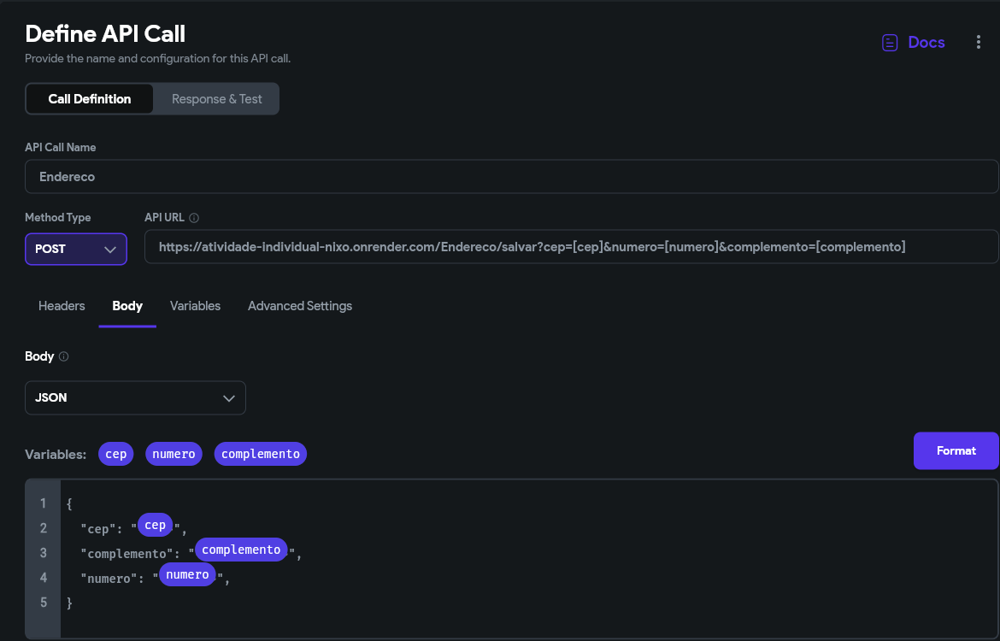 Define API Call
Docs
Provide the name and configuration for this API call.
Call Definition
Response & Test
API Call Name
Endereco
Method Type
API URL
POST
https://atividade-individual-nixo.onrender.com/Endereco/salvar?cep=[cep]&numero=[numero]&complemento=[complemento]
Headers
Body
Variables
Advanced Settings
Body
JSON
Variables: cep numero complemento
Format
1 {
2 "cep": "cep",
3 "complemento": "complemento",
4 "numero": "numero",
5 }